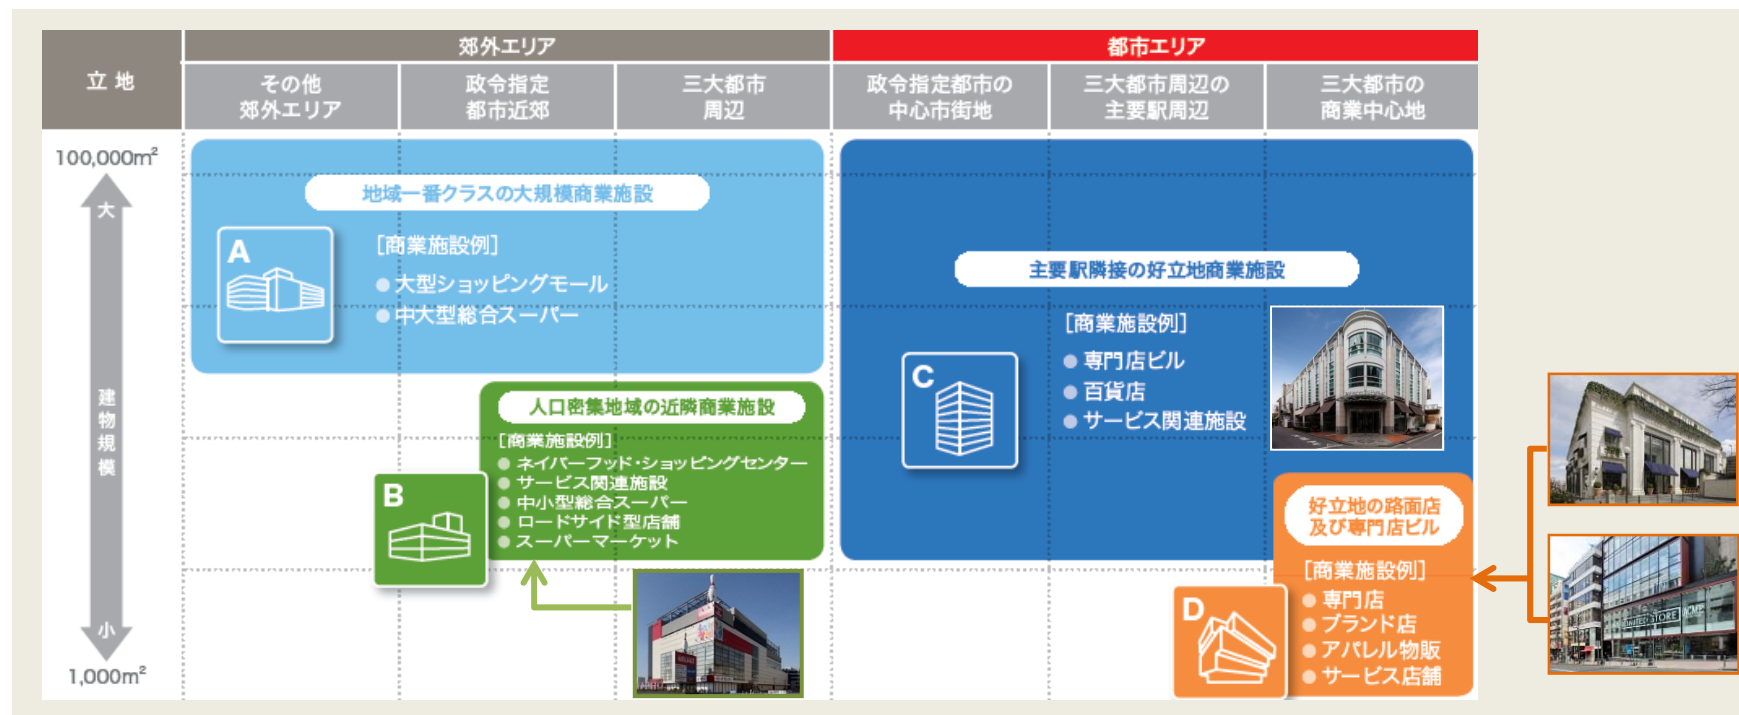 立地
郊外エリア
都市エリア
その他
郊外エリア
政令指定
都市近郊
三大都市
周辺
政令指定都市の
中心市街地
三大都市周辺の
主要駅周辺
三大都市の
商業中心地
100,000m²
大
建物規模
小
1,000m²
地域一番クラスの大規模商業施設
A
[商業施設例]
●大型ショッピングモール
●中大型総合スーパー
人口密集地域の近隣商業施設
B
[商業施設例]
●ネイバーフッド・ショッピングセンター
●サービス関連施設
●中小型総合スーパー
●ロードサイド型店舗
●スーパーマーケット
主要駅隣接の好立地商業施設
C
[商業施設例]
●専門店ビル
●百貨店
●サービス関連施設
好立地の路面店
及び専門店ビル
D
[商業施設例]
●専門店
●ブランド店
●アパレル物販
●サービス店舗